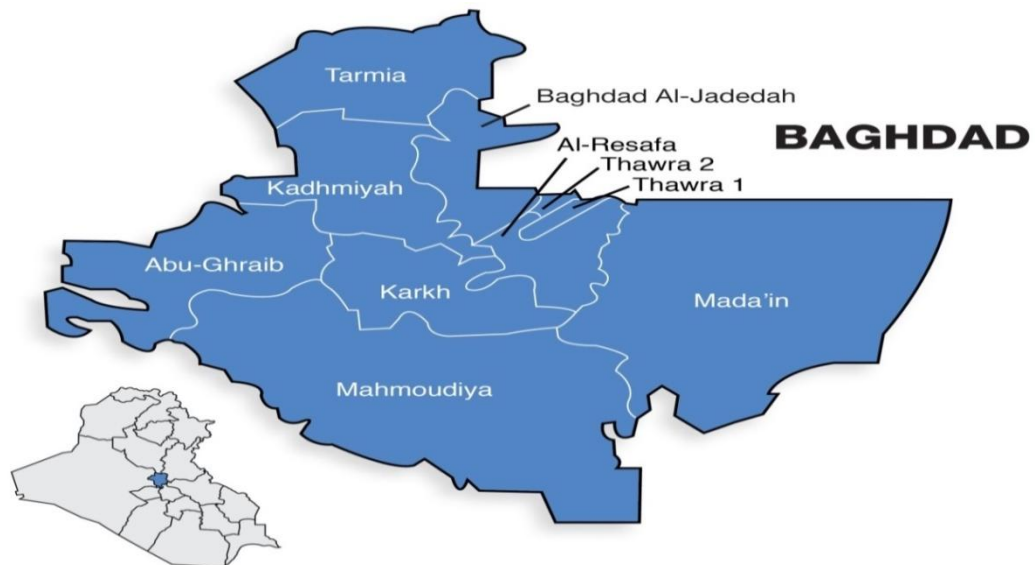 Tarmia
Baghdad Al-Jadedah
BAGHDAD
Al-Resafa
Thawra 2
Thawra 1
Kadhmiyah
Abu-Ghraib
Karkh
Mada'in
Mahmoudiya